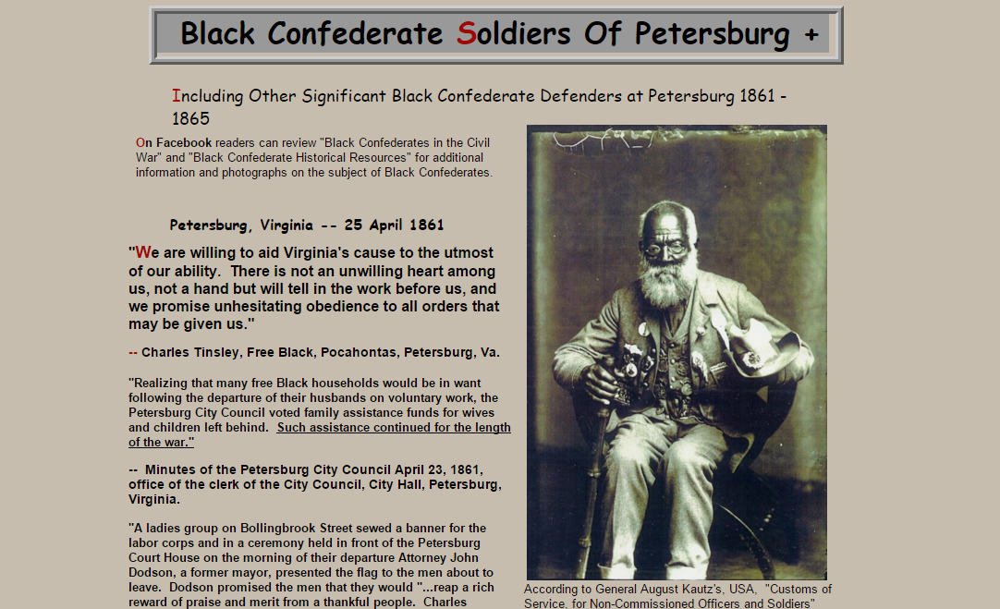 Black Confederate Soldiers Of Petersburg +
Including Other Significant Black Confederate Defenders at Petersburg 1861 -
1865
On Facebook readers can review "Black Confederates in the Civil
War" and "Black Confederate Historical Resources" for additional
information and photographs on the subject of Black Confederates.
Petersburg, Virginia -- 25 April 1861
"We are willing to aid Virginia's cause to the utmost
of our ability.  There is not an unwilling heart among
us, not a hand but will tell in the work before us, and
we promise unhesitating obedience to all orders that
may be given us."
-- Charles Tinsley, Free Black, Pocahontas, Petersburg, Va.
"Realizing that many free Black households would be in want
following the departure of their husbands on voluntary work, the
Petersburg City Council voted family assistance funds for wives
and children left behind.  Such assistance continued for the length
of the war."
--  Minutes of the Petersburg City Council April 23, 1861,
office of the clerk of the City Council, City Hall, Petersburg,
Virginia.
"A ladies group on Bollingbrook Street sewed a banner for the
labor corps and in a ceremony held in front of the Petersburg
Court House on the morning of their departure Attorney John
Dodson, a former mayor, presented the flag to the men about to
leave.  Dodson promised the men that they would "...reap a rich
reward of praise and merit from a thankful people.  Charles
According to General August Kautz's, USA,  "Customs of
Service, for Non-Commissioned Officers and Soldiers"